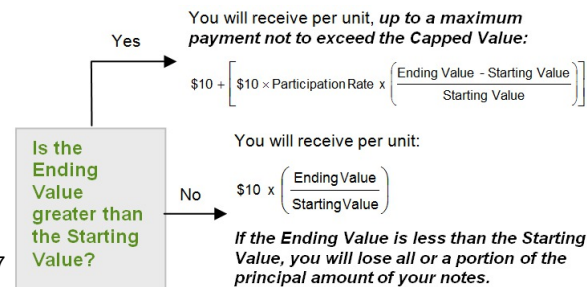 You will receive per unit, up to a maximum
payment not to exceed the Capped Value:
Yes
$10 + [$10 × Participation Rate x (Ending Value - Starting Value / Starting Value)]
Is the
Ending
Value
greater than
the Starting
Value?
No
You will receive per unit:
$10 x (Ending Value / Starting Value)
If the Ending Value is less than the Starting
Value, you will lose all or a portion of the
principal amount of your notes.